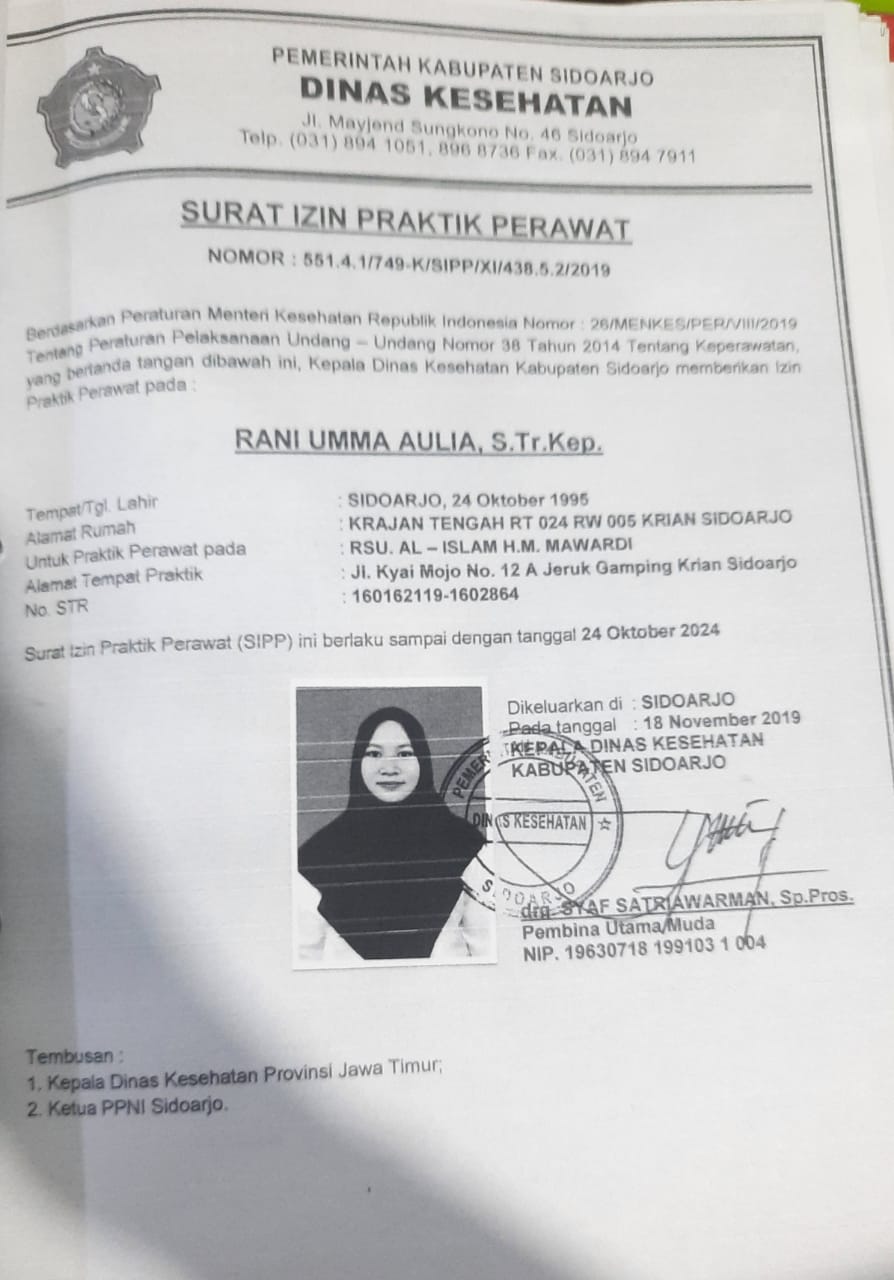 PEMERINTAH KABUPATEN SIDOARJO
DINAS KESEHATAN
Jl. Mayjend Sungkono No. 46 Sidoarjo
Telp. (031) 894 1051, 896 8736 Fax. (031) 894 7911
SURAT IZIN PRAKTIK PERAWAT
NOMOR : 551.4.1/749-K/SIPP/XI/438.5.2/2019
Berdasarkan Peraturan Menteri Kesehatan Republik Indonesia Nomor : 26/MENKES/PER/VIII/2019
Tentang Peraturan Pelaksanaan Undang – Undang Nomor 38 Tahun 2014 Tentang Keperawatan,
yang bertanda tangan dibawah ini, Kepala Dinas Kesehatan Kabupaten Sidoarjo memberikan Izin
Praktik Perawat pada :
RANI UMMA AULIA, S.Tr.Kep.
Tempat/Tgl. Lahir : SIDOARJO, 24 Oktober 1995
Alamat Rumah : KRAJAN TENGAH RT 024 RW 005 KRIAN SIDOARJO
Untuk Praktik Perawat pada : RSU. AL – ISLAM H.M. MAWARDI
Alamat Tempat Praktik : Jl. Kyai Mojo No. 12 A Jeruk Gamping Krian Sidoarjo
No. STR : 160162119-1602864
Surat Izin Praktik Perawat (SIPP) ini berlaku sampai dengan tanggal 24 Oktober 2024
Dikeluarkan di : SIDOARJO
Pada tanggal : 18 November 2019
KEPALA DINAS KESEHATAN
KABUPATEN SIDOARJO
DINAS KESEHATAN
SIDOARJO
drg. SYAF SATRIAWARMAN, Sp.Pros.
Pembina Utama Muda
NIP. 19630718 199103 1 004
Tembusan :
1. Kepala Dinas Kesehatan Provinsi Jawa Timur;
2. Ketua PPNI Sidoarjo.